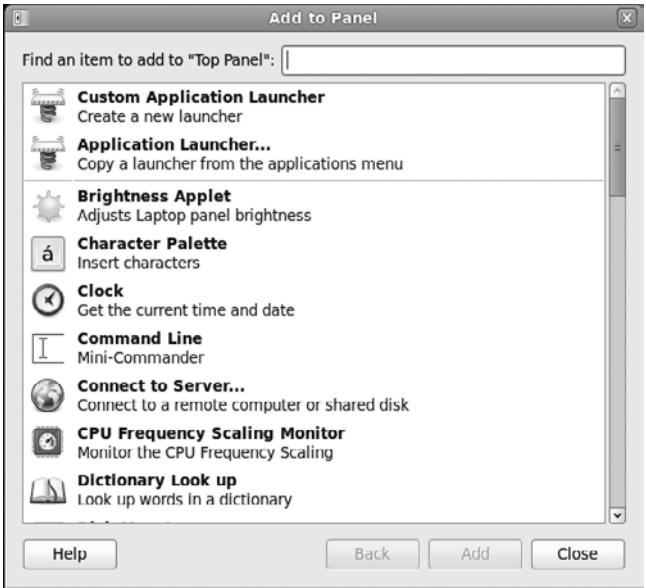 Add to Panel
Find an item to add to "Top Panel":
Custom Application Launcher
Create a new launcher
Application Launcher...
Copy a launcher from the applications menu
Brightness Applet
Adjusts Laptop panel brightness
á
Character Palette
Insert characters
Clock
Get the current time and date
Command Line
Mini-Commander
Connect to Server...
Connect to a remote computer or shared disk
CPU Frequency Scaling Monitor
Monitor the CPU Frequency Scaling
Dictionary Look up
Look up words in a dictionary
Help Back Add Close